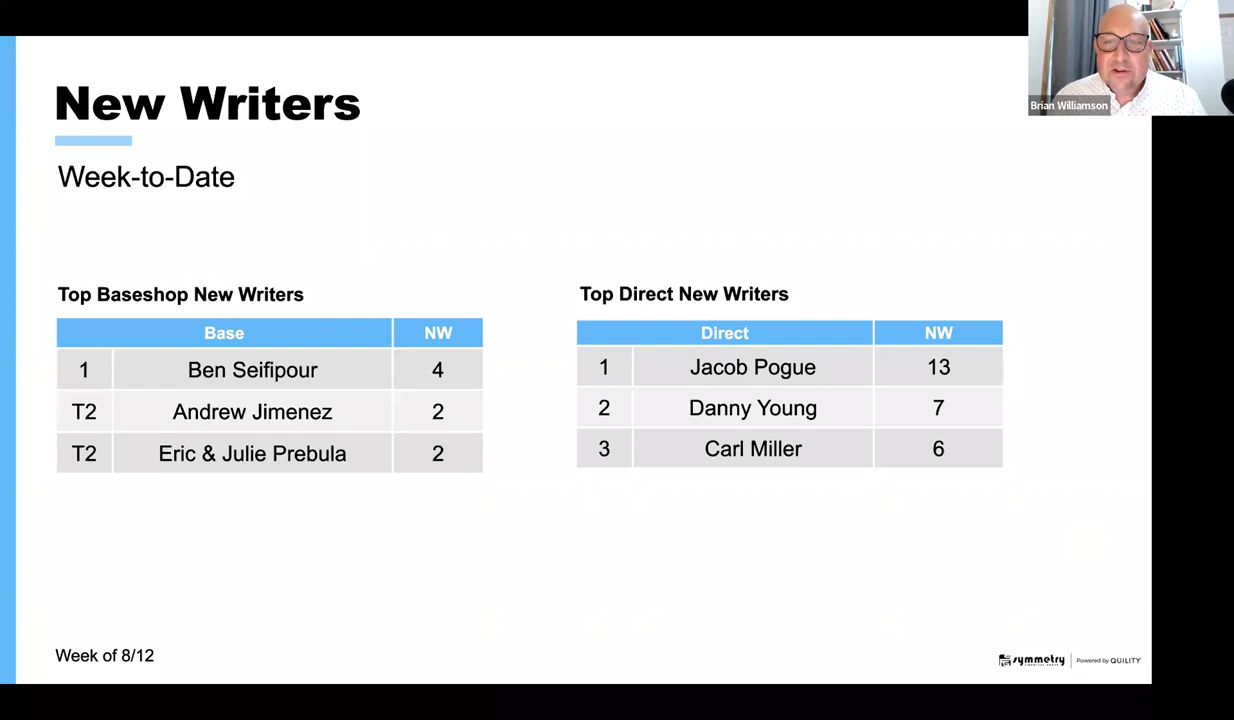 New Writers
Week-to-Date
Brian Williamson
Top Baseshop New Writers
Base NW
1 Ben Seifipour 4
T2 Andrew Jimenez 2
T2 Eric & Julie Prebula 2
Top Direct New Writers
Direct NW
1 Jacob Pogue 13
2 Danny Young 7
3 Carl Miller 6
Week of 8/12
symmetry
FINANCIAL GROUP
Powered by QUILITY